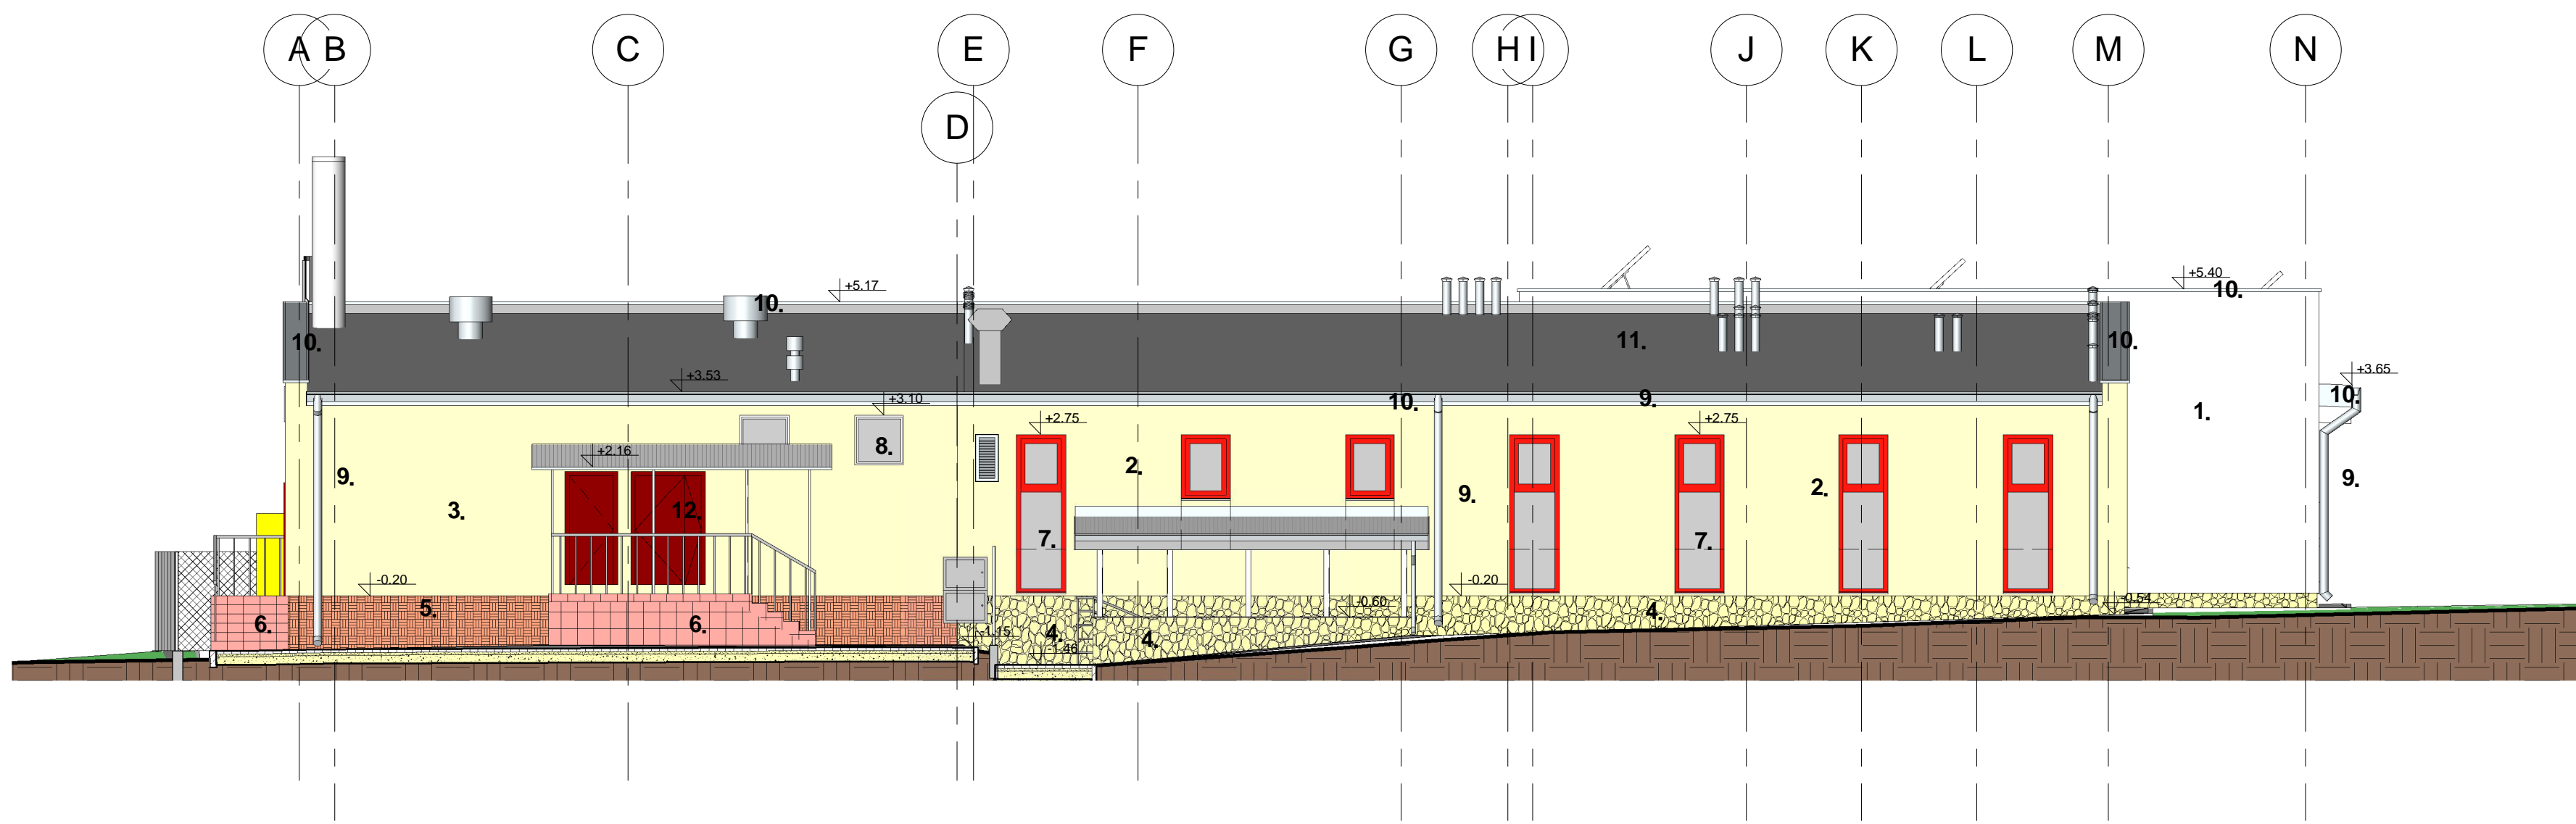 A B C E F G H I J K L M N
D
+5.40
10.
+5.17
10.
10. 11. 10.
+3.53 +3.65
+3.10 10. 9. 10.
1.
+2.75 +2.75
8.
+2.16 2.
9. 9. 2. 9.
3. 12.
7. 7.
-0.20 -0.20
5. -0.60 4. -0.54
6. 6. -1.15 4. 4.
-1.46